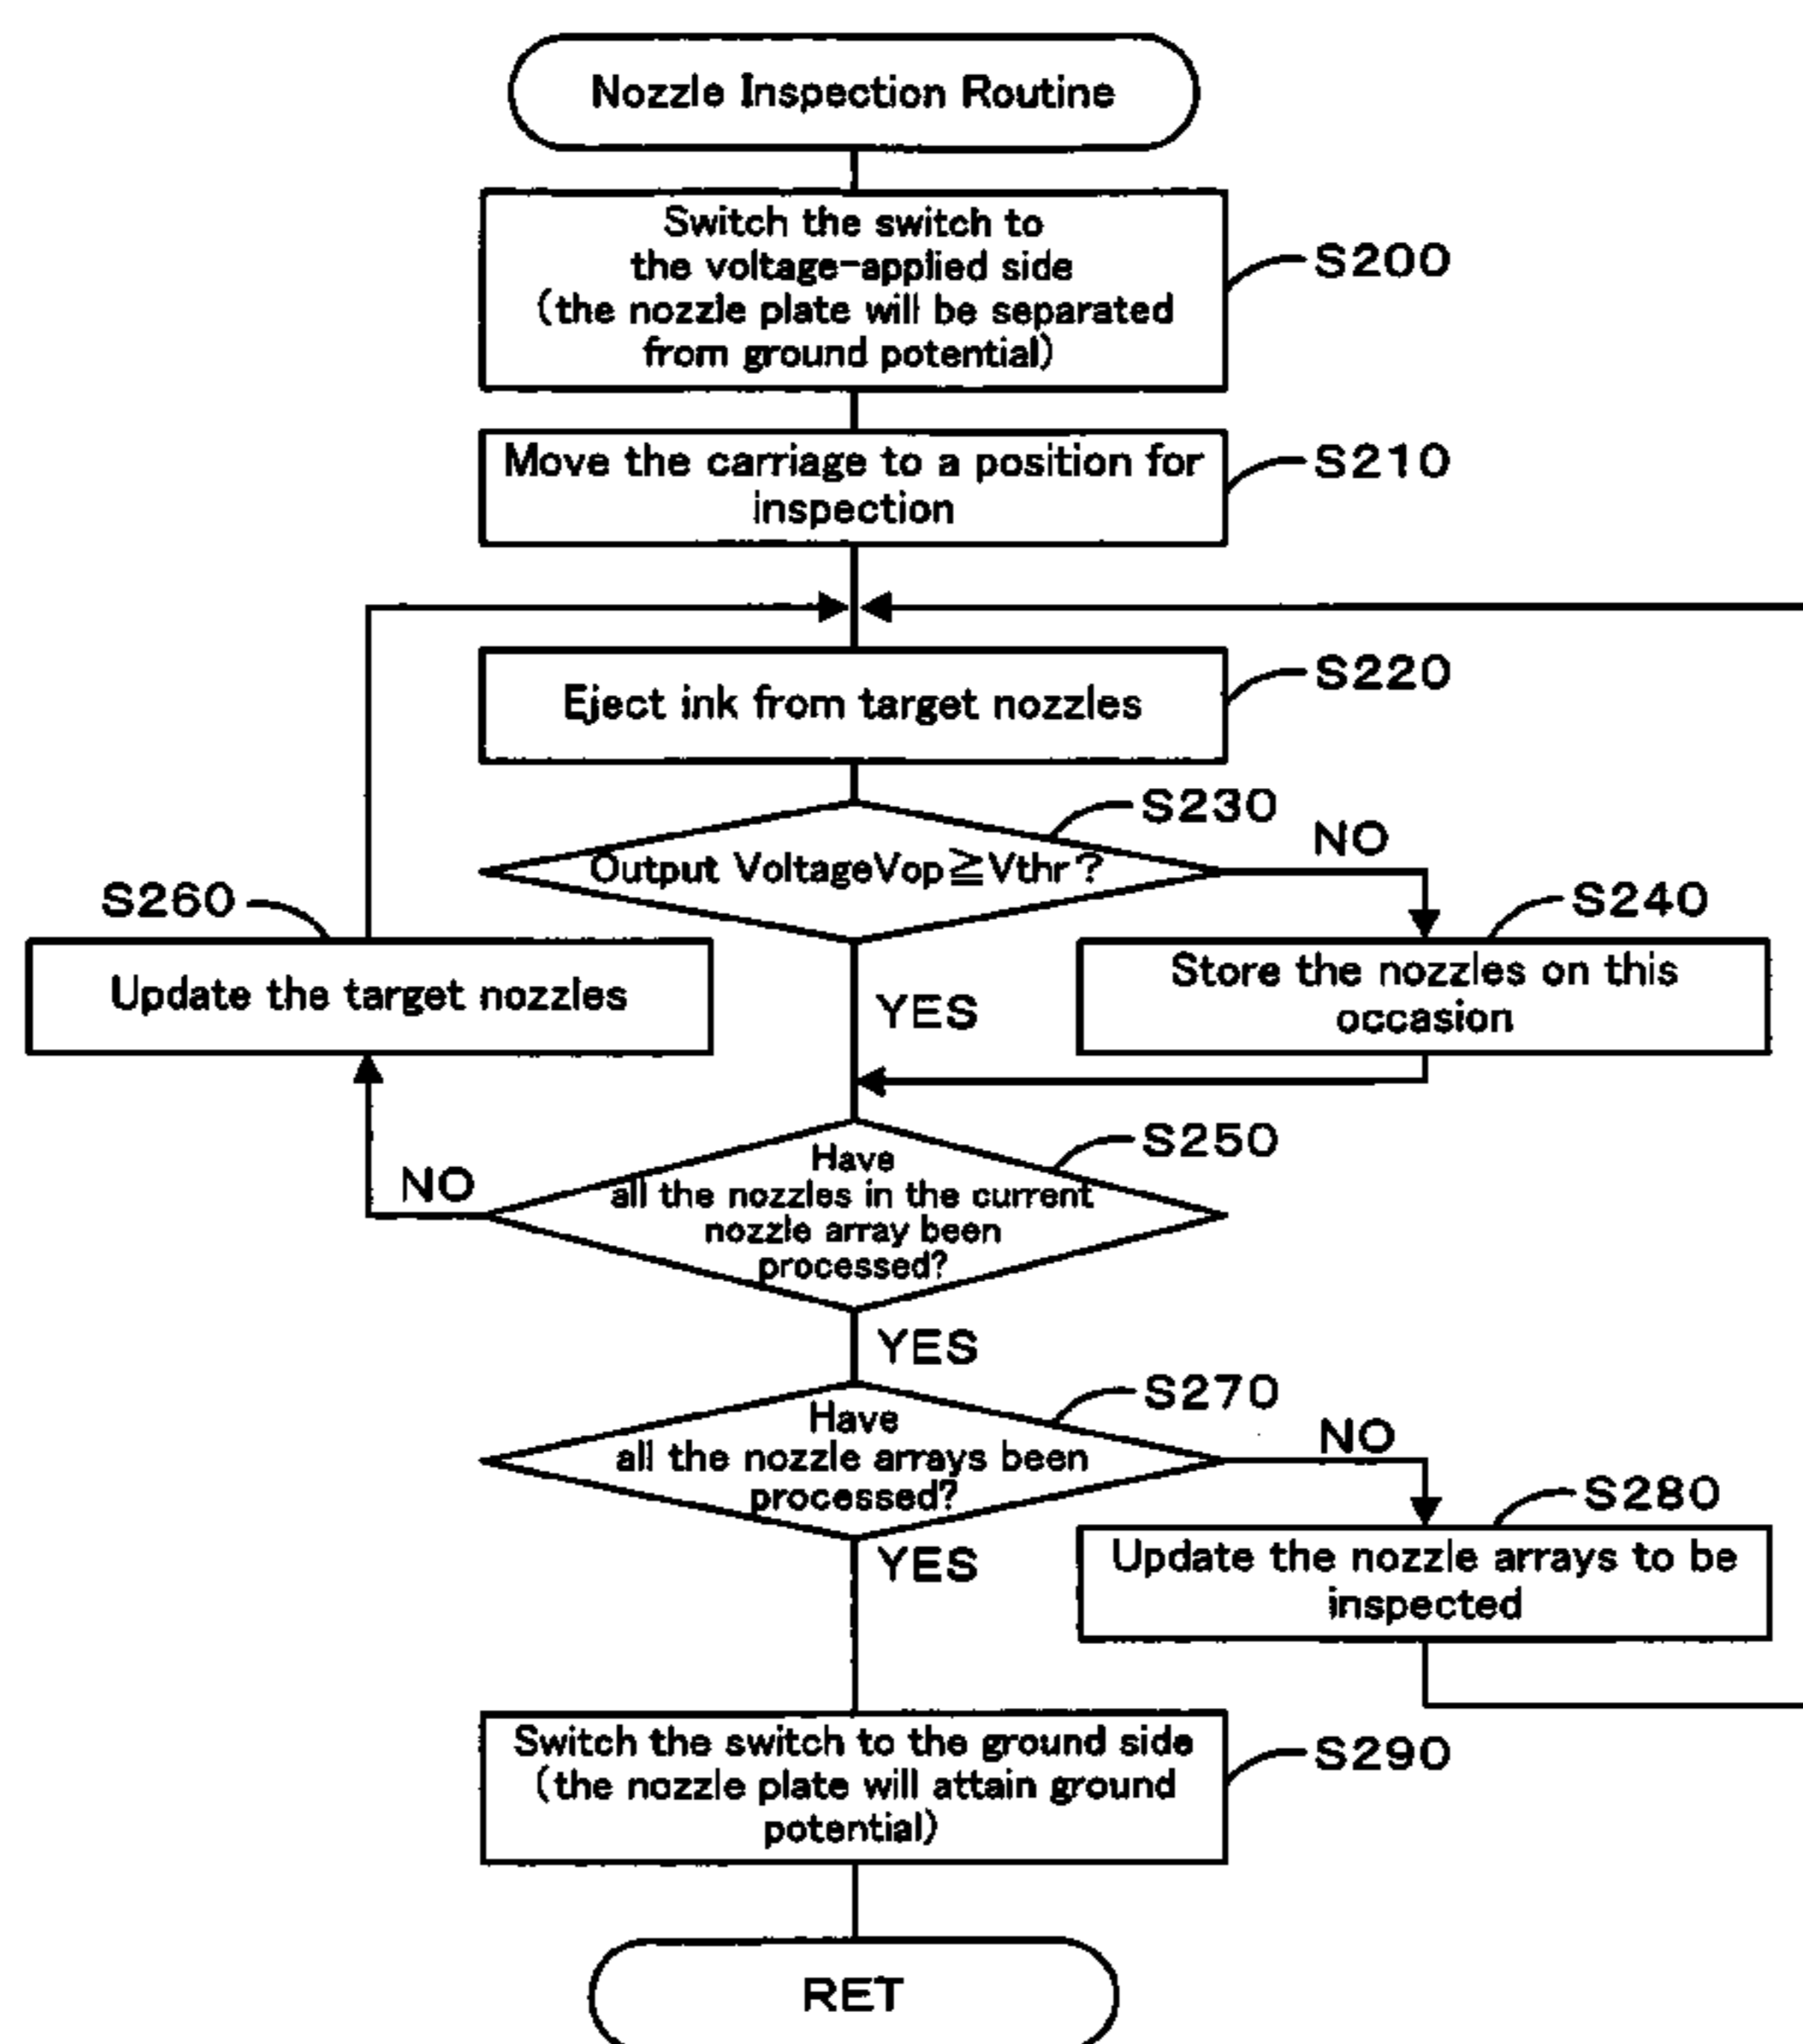 Nozzle Inspection Routine
Switch the switch to
the voltage-applied side
(the nozzle plate will be separated
from ground potential)
S200
Move the carriage to a position for
inspection
S210
Eject ink from target nozzles
S220
S230
Output VoltageVop≧Vthr?
NO
S240
Store the nozzles on this
occasion
S260
Update the target nozzles
YES
S250
Have
all the nozzles in the current
nozzle array been
processed?
NO
YES
S270
Have
all the nozzle arrays been
processed?
NO
S280
Update the nozzle arrays to be
inspected
YES
Switch the switch to the ground side
(the nozzle plate will attain ground
potential)
S290
RET